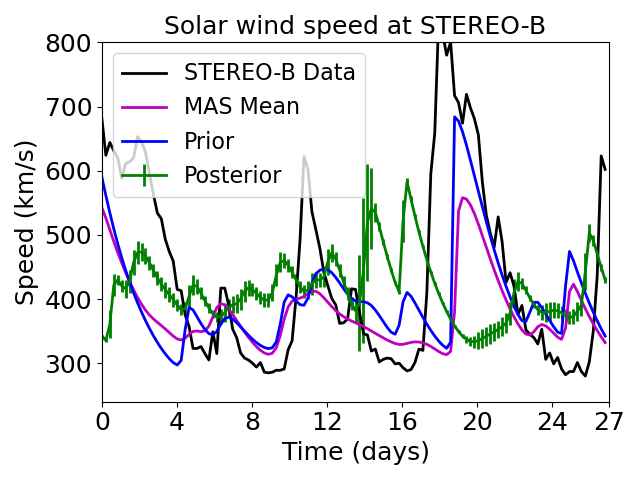 Solar wind speed at STEREO-B
800
700
600
500
400
300
Speed (km/s)
STEREO-B Data
MAS Mean
Prior
Posterior
0 4 8 12 16 20 24 27
Time (days)